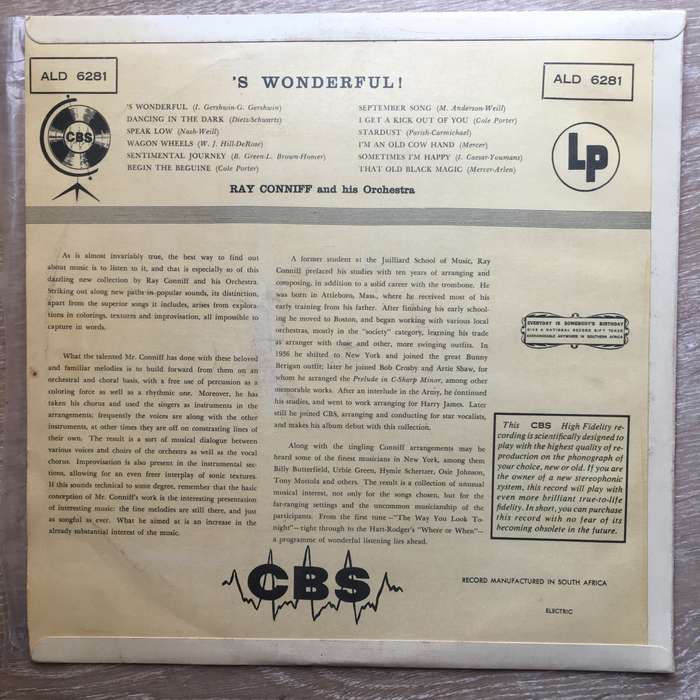 ALD 6281
'S WONDERFUL!
ALD 6281
CBS
'S WONDERFUL (I. Gershwin-G. Gershwin)
DANCING IN THE DARK (Dietz-Schwartz)
SPEAK LOW (Nash-Weill)
WAGON WHEELS (W. J. Hill-DeRose)
SENTIMENTAL JOURNEY (B. Green-L. Brown-Homer)
BEGIN THE BEGUINE (Cole Porter)
SEPTEMBER SONG (M. Anderson-Weill)
I GET A KICK OUT OF YOU (Cole Porter)
STARDUST (Parish-Carmichael)
I'M AN OLD COW HAND (Mercer)
SOMETIMES I'M HAPPY (I. Caesar-Youmans)
THAT OLD BLACK MAGIC (Mercer-Arlen)
Lp
RAY CONNIFF and his Orchestra
As is almost invariably true, the best way to find out
about music is to listen to it, and that is especially so of this
dazzling new collection by Ray Conniff and his Orchestra.
Striking out along new paths in popular sounds, its distinction,
apart from the superior songs it includes, arises from explora-
tions in colorings, textures and improvisation, all impossible to
capture in words.
What the talented Mr. Conniff has done with these beloved
and familiar melodies is to build forward from them on an
orchestral and choral basis, with a free use of percussion as a
coloring force as well as a rhythmic one. Moreover, he has
taken his chorus and used the singers as instruments in the
arrangements: frequently the voices are along with the other
instruments, at other times they are off on constrasting lines of
their own. The result is a sort of musical dialogue between
various voices and choirs of the orchestra as well as the vocal
chorus. Improvisation is also present in the instrumental sec-
tions, allowing for an even freer interplay of sonic textures.
If this sounds technical to some degree, remember that the basic
conception of Mr. Conniff's work is the interesting presentation
of interesting music: the fine melodies are still there, and just
as songful as ever. What he aimed at is an increase in the
already substantial interest of the music.
A former student at the Juilliard School of Music, Ray
Conniff prefaced his studies with ten years of arranging and
composing, in addition to a solid career with the trombone. He
was born in Attleboro, Mass., where he received most of his
early training from his father. After finishing his early school-
ing he moved to Boston, and began working with various local
orchestras, mostly in the "society" category, learning his trade
as arranger with those and other, more swinging outfits. In
1936 he shifted to New York and joined the great Bunny
Berigan outfit; later he joined Bob Crosby and Artie Shaw, for
whom he arranged the Prelude in C-Sharp Minor, among other
memorable works. After an interlude in the Army, he continued
his studies, and went to work arranging for Harry James. Later
still he joined CBS, arranging and conducting for star vocalists,
and makes his album debut with this collection.
Along with the tingling Conniff arrangements may be
heard some of the finest musicians in New York, among them
Billy Butterfield, Urbie Green, Hymie Schertzer, Osie Johnson,
Tony Mottola and others. The result is a collection of unusual
musical interest, not only for the songs chosen, but for the
far-ranging settings and the uncommon musicianship of the
participants. From the first tune—"The Way You Look To-
night"—right through to the Hart-Rodger's "Where or When"—
a programme of wonderful listening lies ahead.
EVERYONE IS SOMEBODY'S BIRTHDAY
GIVE A NATIONAL RECORD GIFT TOKEN
EXCHANGEABLE ANYWHERE IN SOUTHERN AFRICA
This CBS High Fidelity re-
cording is scientifically designed to
play with the highest quality of re-
production on the phonograph of
your choice, new or old. If you are
the owner of a new stereophonic
system, this record will play with
even more brilliant true-to-life
fidelity. In short, you can purchase
this record with no fear of its
becoming obsolete in the future.
CBS
RECORD MANUFACTURED IN SOUTH AFRICA
ELECTRIC